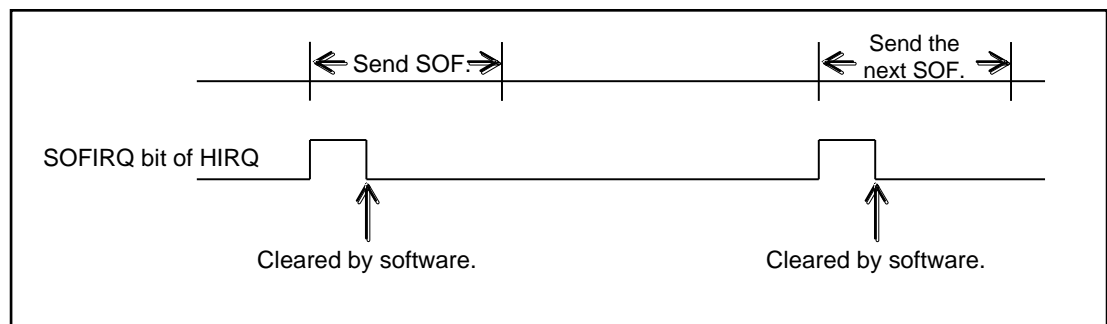 Send SOF.
Send the
next SOF.
SOFIRQ bit of HIRQ
Cleared by software.
Cleared by software.